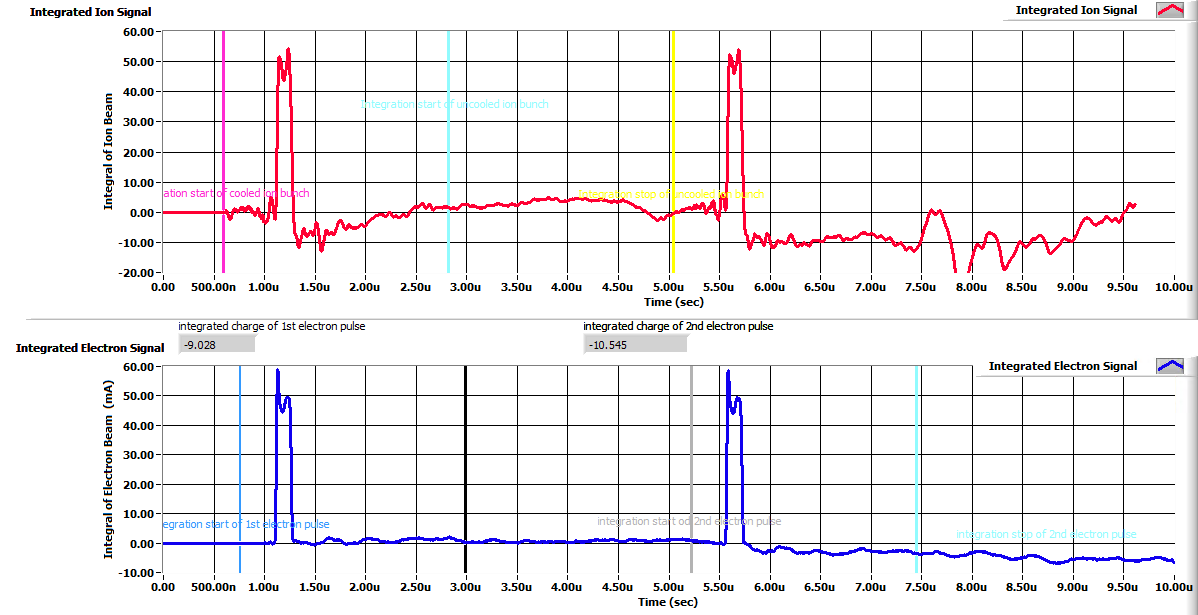 Integrated Ion Signal
Integrated Ion Signal
Integral of Ion Beam
60.00
50.00
40.00
30.00
20.00
10.00
0.00
-10.00
-20.00
Integration start of uncooled ion bunch
ation start of cooled ion bunch
Integration stop of uncooled ion bunch
0.00 500.00u 1.00u 1.50u 2.00u 2.50u 3.00u 3.50u 4.00u 4.50u 5.00u 5.50u 6.00u 6.50u 7.00u 7.50u 8.00u 8.50u 9.00u 9.50u 10.00u
Time (sec)
integrated charge of 1st electron pulse
-9.028
integrated charge of 2nd electron pulse
-10.545
Integrated Electron Signal
Integrated Electron Signal
Integral of Electron Beam (mA)
60.00
50.00
40.00
30.00
20.00
10.00
0.00
-10.00
egration start of 1st electron pulse
integration start od 2nd electron pulse
integration stop of 2nd electron pulse
0.00 500.00u 1.00u 1.50u 2.00u 2.50u 3.00u 3.50u 4.00u 4.50u 5.00u 5.50u 6.00u 6.50u 7.00u 7.50u 8.00u 8.50u 9.00u 9.50u 10.00u
Time (sec)